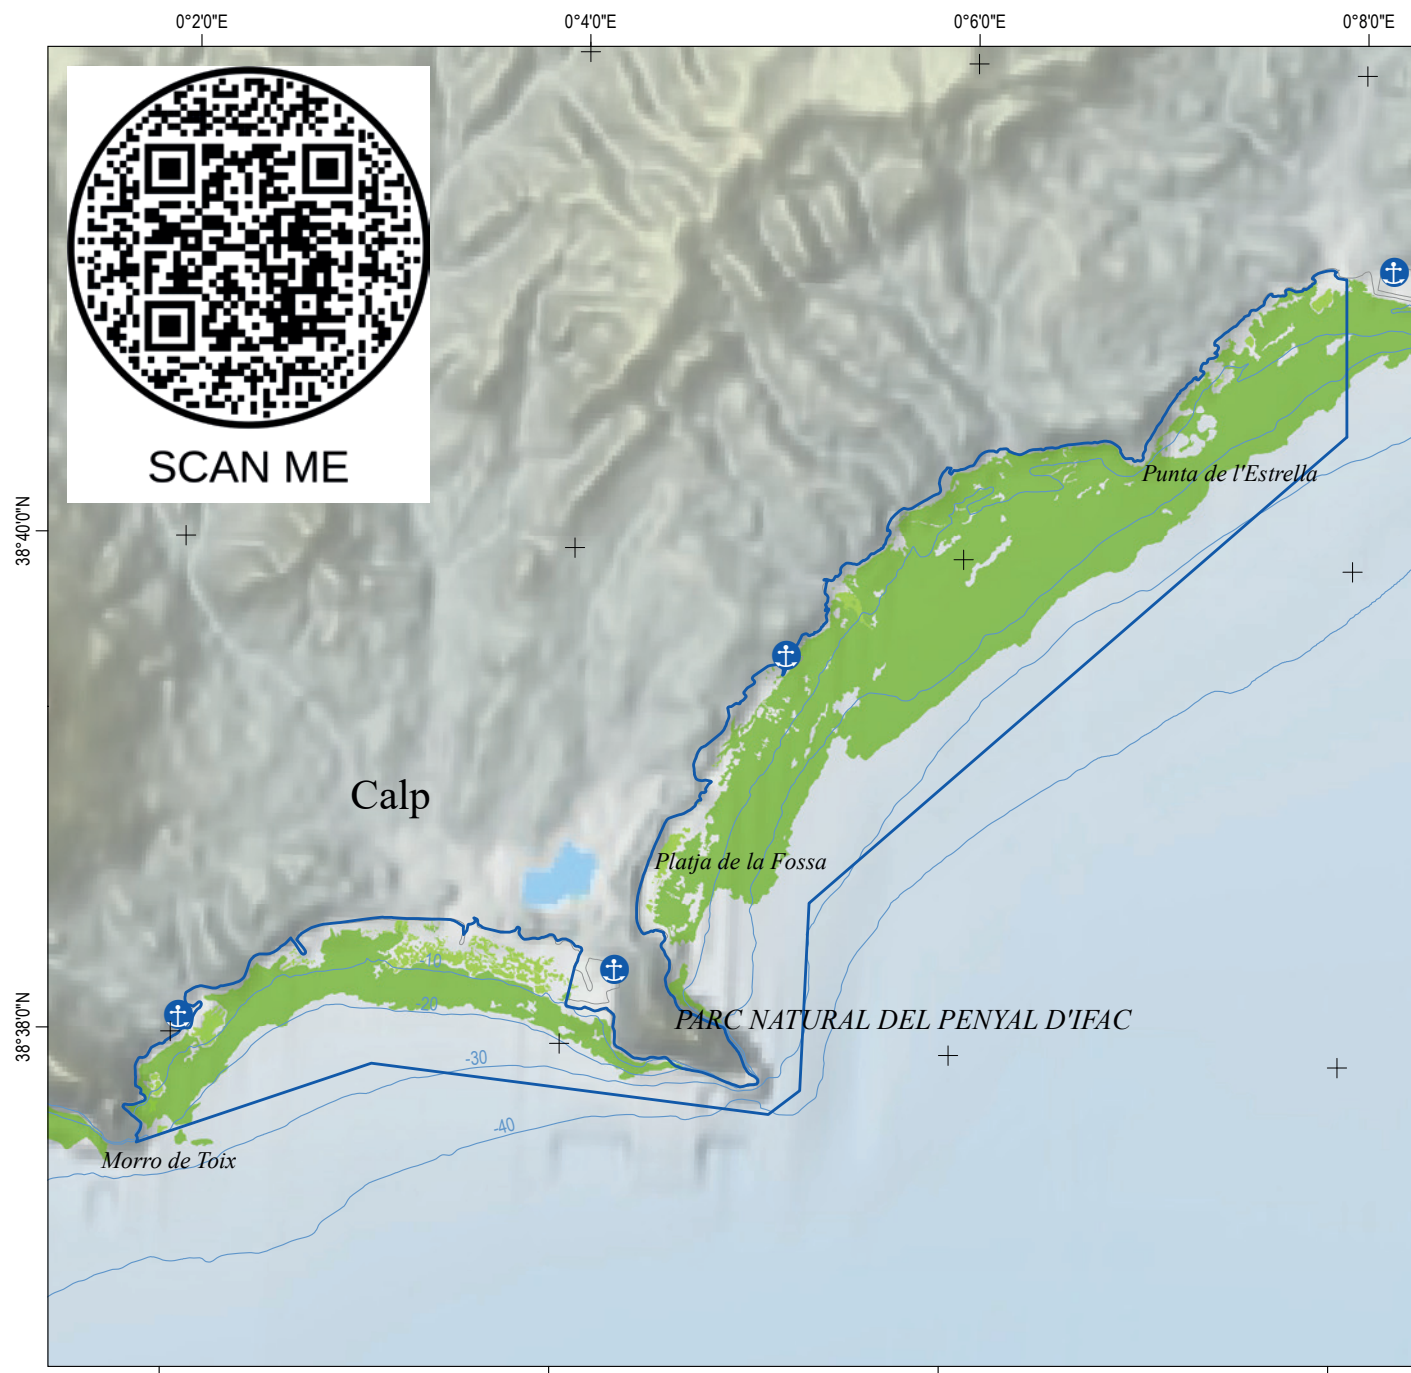 0°2'0"E
0°4'0"E
0°6'0"E
0°8'0"E
SCAN ME
Punta de l'Estrella
38°40'0"N
Calp
Platja de la Fossa
-10
-20
PARC NATURAL DEL PENYAL D'IFAC
38°38'0"N
-30
-40
Morro de Toix